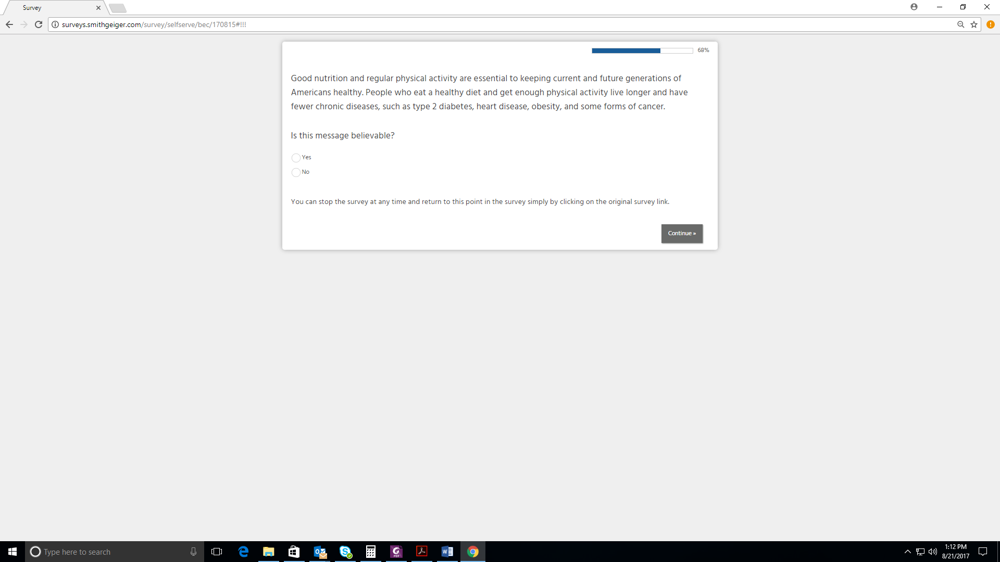 Survey
surveys.smithgeiger.com/survey/selfserve/bec/170815#!!!
68%
Good nutrition and regular physical activity are essential to keeping current and future generations of
Americans healthy. People who eat a healthy diet and get enough physical activity live longer and have
fewer chronic diseases, such as type 2 diabetes, heart disease, obesity, and some forms of cancer.
Is this message believable?
Yes
No
You can stop the survey at any time and return to this point in the survey simply by clicking on the original survey link.
Continue »
Type here to search
1:12 PM
8/21/2017